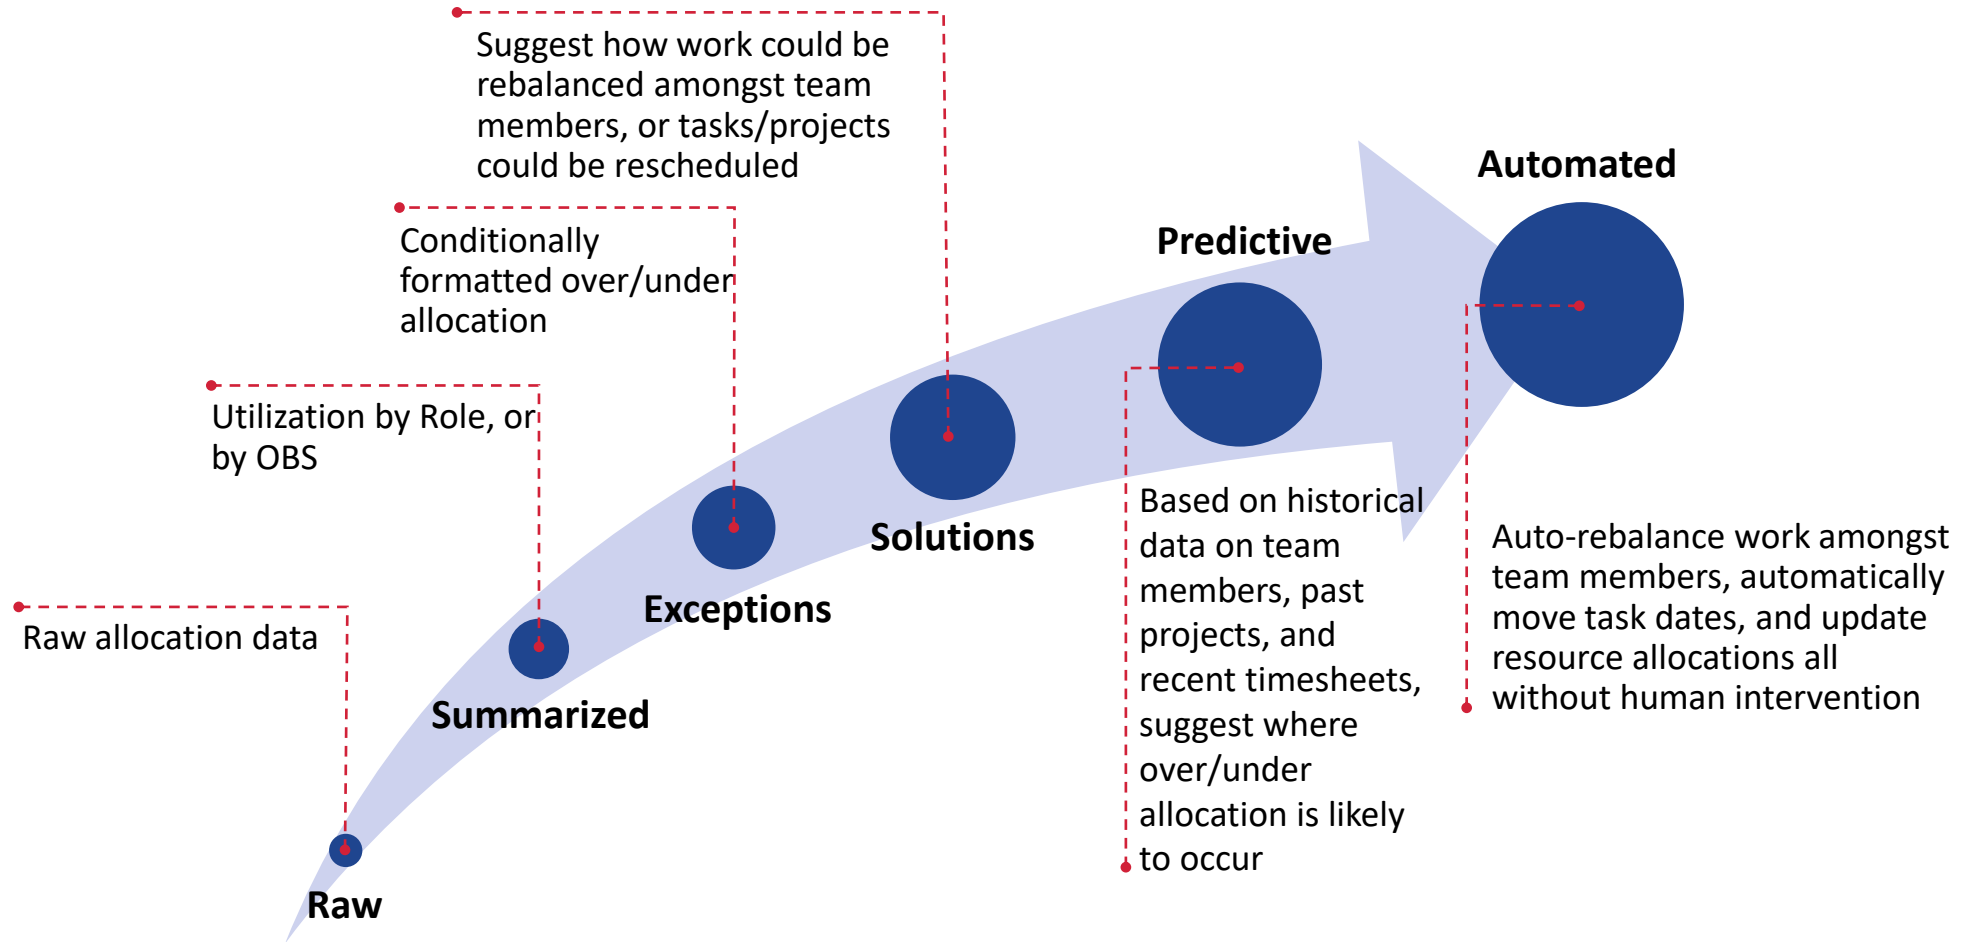 Suggest how work could be
rebalanced amongst team
members, or tasks/projects
could be rescheduled
Conditionally
formatted over/under
allocation
Utilization by Role, or
by OBS
Raw allocation data
Raw
Summarized
Exceptions
Solutions
Predictive
Automated
Based on historical
data on team
members, past
projects, and
recent timesheets,
suggest where
over/under
allocation is likely
to occur
Auto-rebalance work amongst
team members, automatically
move task dates, and update
resource allocations all
without human intervention